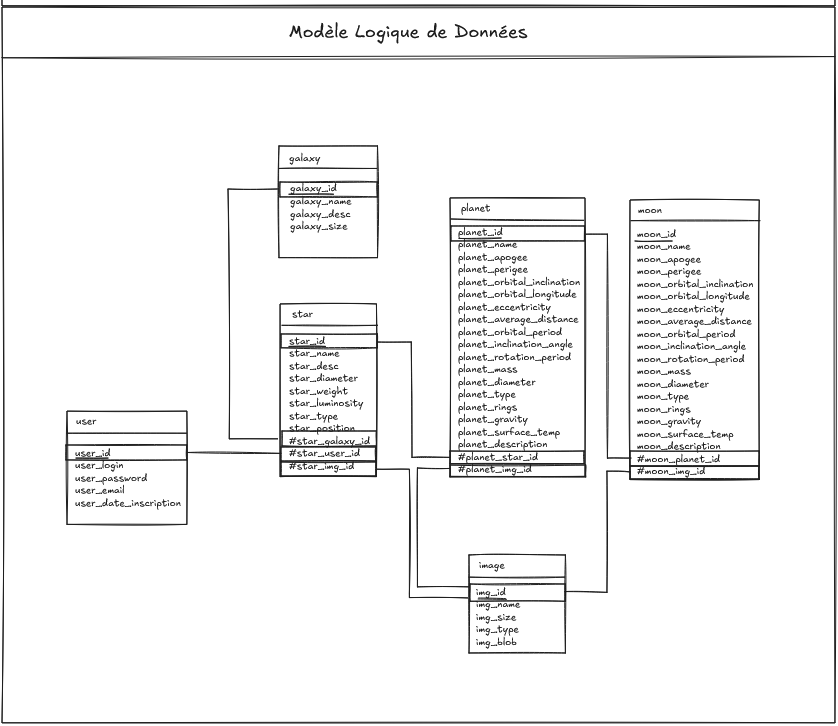 Modèle Logique de Données
galaxy
galaxy_id
galaxy_name
galaxy_desc
galaxy_size
star
star_id
star_name
star_desc
star_diameter
star_weight
star_luminosity
star_type
star_position
#star_galaxy_id
#star_user_id
#star_img_id
user
user_id
user_login
user_password
user_email
user_date_inscription
planet
planet_id
planet_name
planet_apogee
planet_perigee
planet_orbital_inclination
planet_orbital_longitude
planet_eccentricity
planet_average_distance
planet_orbital_period
planet_inclination_angle
planet_rotation_period
planet_mass
planet_diameter
planet_type
planet_rings
planet_gravity
planet_surface_temp
planet_description
#planet_star_id
#planet_img_id
moon
moon_id
moon_name
moon_apogee
moon_perigee
moon_orbital_inclination
moon_orbital_longitude
moon_eccentricity
moon_average_distance
moon_orbital_period
moon_inclination_angle
moon_rotation_period
moon_mass
moon_diameter
moon_type
moon_rings
moon_gravity
moon_surface_temp
moon_description
#moon_planet_id
#moon_img_id
image
img_id
img_name
img_size
img_type
img_blob